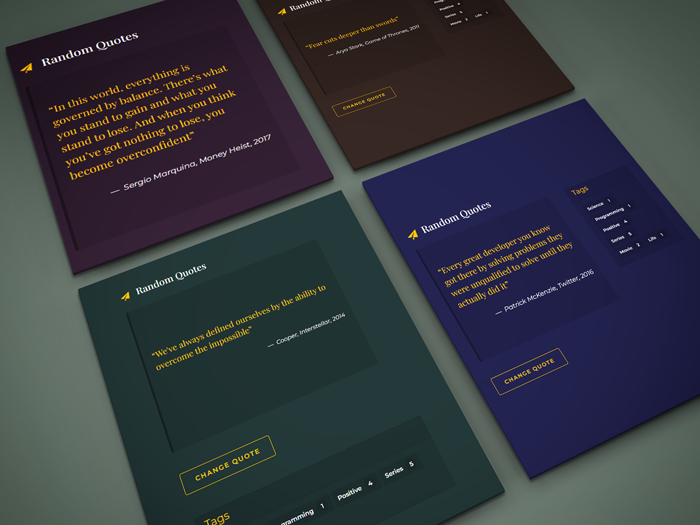 Random Quotes
“In this world, everything is
governed by balance. There’s what
you stand to gain and what you
stand to lose. And when you think
you’ve got nothing to lose, you
become overconfident”
— Sergio Marquina, Money Heist, 2017
Random Quotes
“Fear cuts deeper than swords”
— Arya Stark, Game of Thrones, 2011
CHANGE QUOTE
Positive 4
Series 5
Movie 2 Life 1
Random Quotes
“We’ve always defined ourselves by the ability to
overcome the impossible”
— Cooper, Interstellar, 2014
CHANGE QUOTE
Tags
Programming 1 Positive 4 Series 5
Random Quotes
“Every great developer you know
got there by solving problems they
were unqualified to solve until they
actually did it”
— Patrick McKenzie, Twitter, 2016
CHANGE QUOTE
Tags
Science 1
Programming 1
Positive 4
Series 5
Movie 2 Life 1